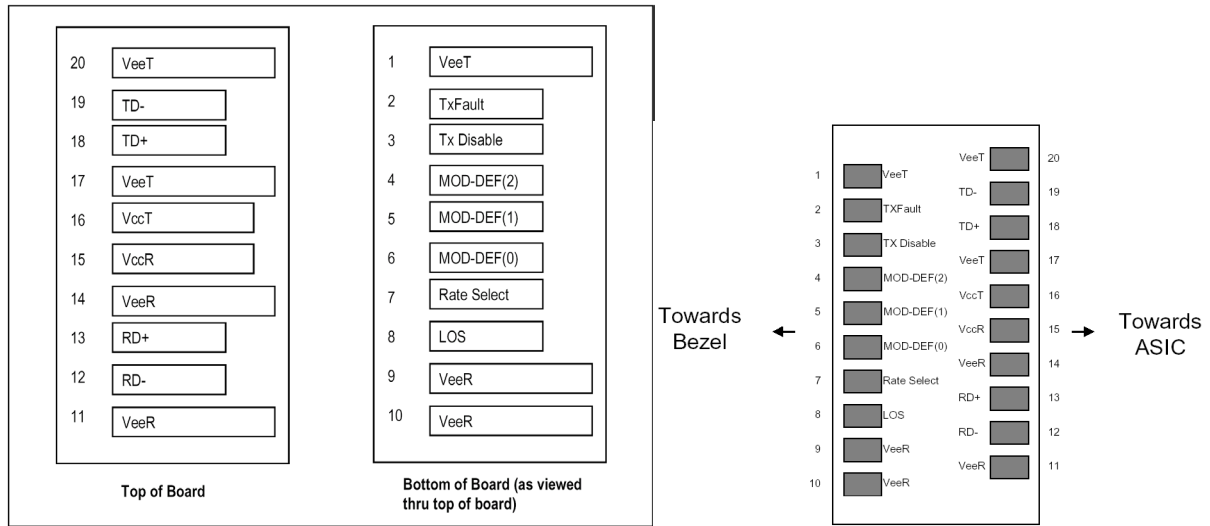 20 VeeT
19 TD-
18 TD+
17 VeeT
16 VccT
15 VccR
14 VeeR
13 RD+
12 RD-
11 VeeR
Top of Board
1 VeeT
2 TxFault
3 Tx Disable
4 MOD-DEF(2)
5 MOD-DEF(1)
6 MOD-DEF(0)
7 Rate Select
8 LOS
9 VeeR
10 VeeR
Bottom of Board (as viewed
thru top of board)
Towards
Bezel
1 VeeT
2 TXFault
3 TX Disable
4 MOD-DEF(2)
5 MOD-DEF(1)
6 MOD-DEF(0)
7 Rate Select
8 LOS
9 VeeR
10 VeeR
VeeT 20
TD- 19
TD+ 18
VeeT 17
VccT 16
VccR 15
VeeR 14
RD+ 13
RD- 12
VeeR 11
Towards
ASIC